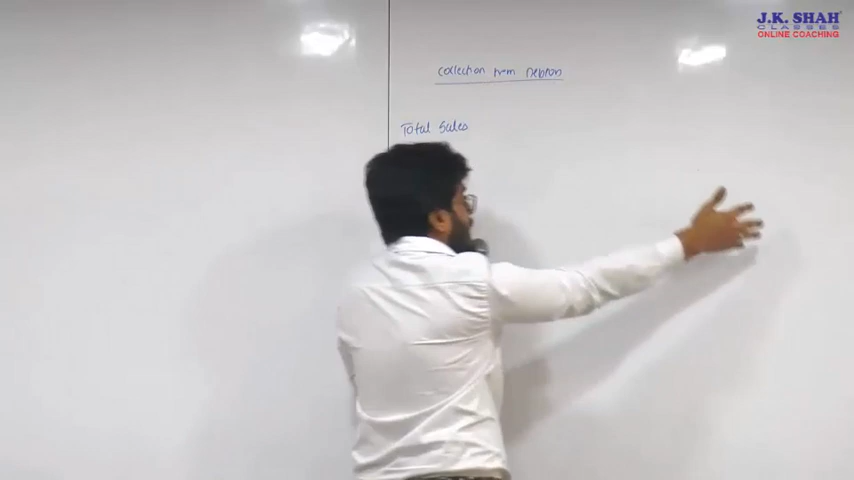 J.K. SHAH
CLASSES
ONLINE COACHING
collection from Debtors
Total Sales